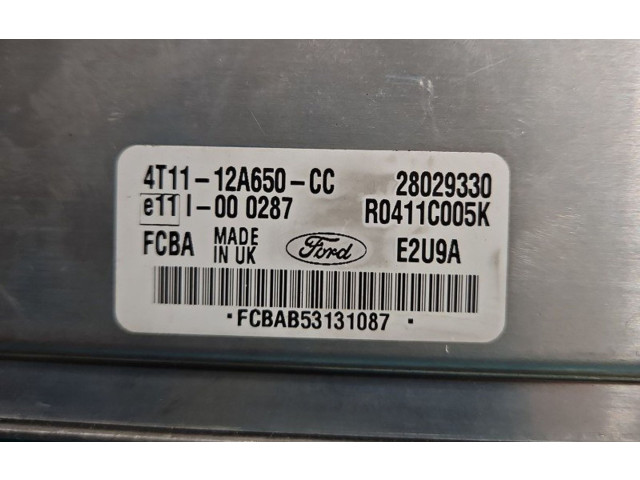 4T11-12A650-CC 28029330
e11 I-00 0287 R0411C005K
FCBA MADE IN UK Ford E2U9A
·FCBAB53131087·